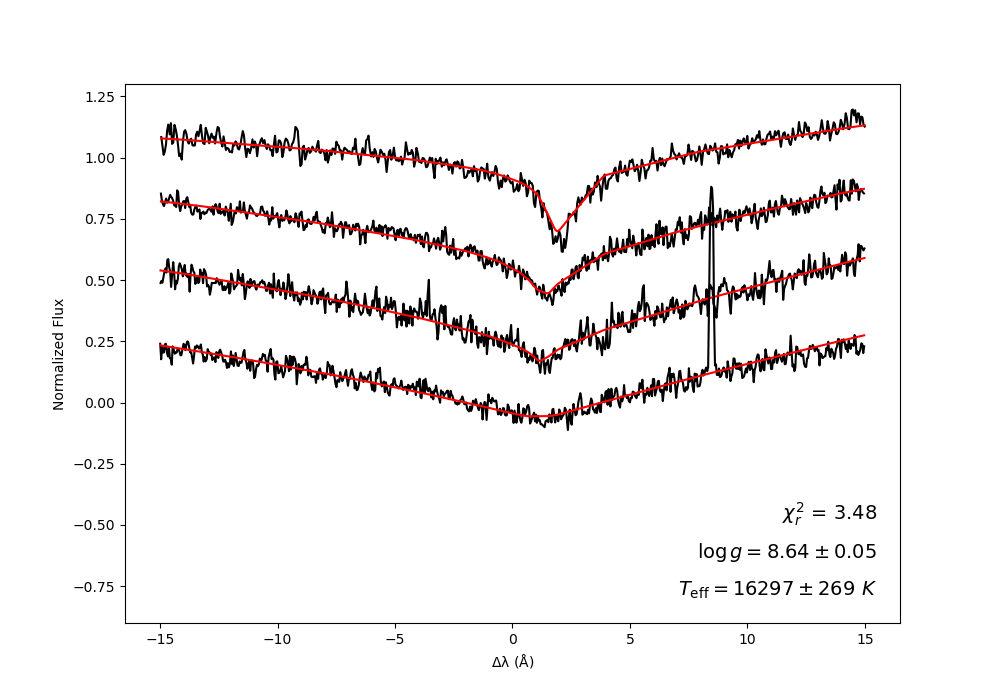 1.25
1.00
0.75
0.50
0.25
0.00
−0.25
−0.50
−0.75
Normalized Flux
χ²ᵣ = 3.48
log g = 8.64 ± 0.05
T_eff = 16297 ± 269 K
−15 −10 −5 0 5 10 15
Δλ (Å)